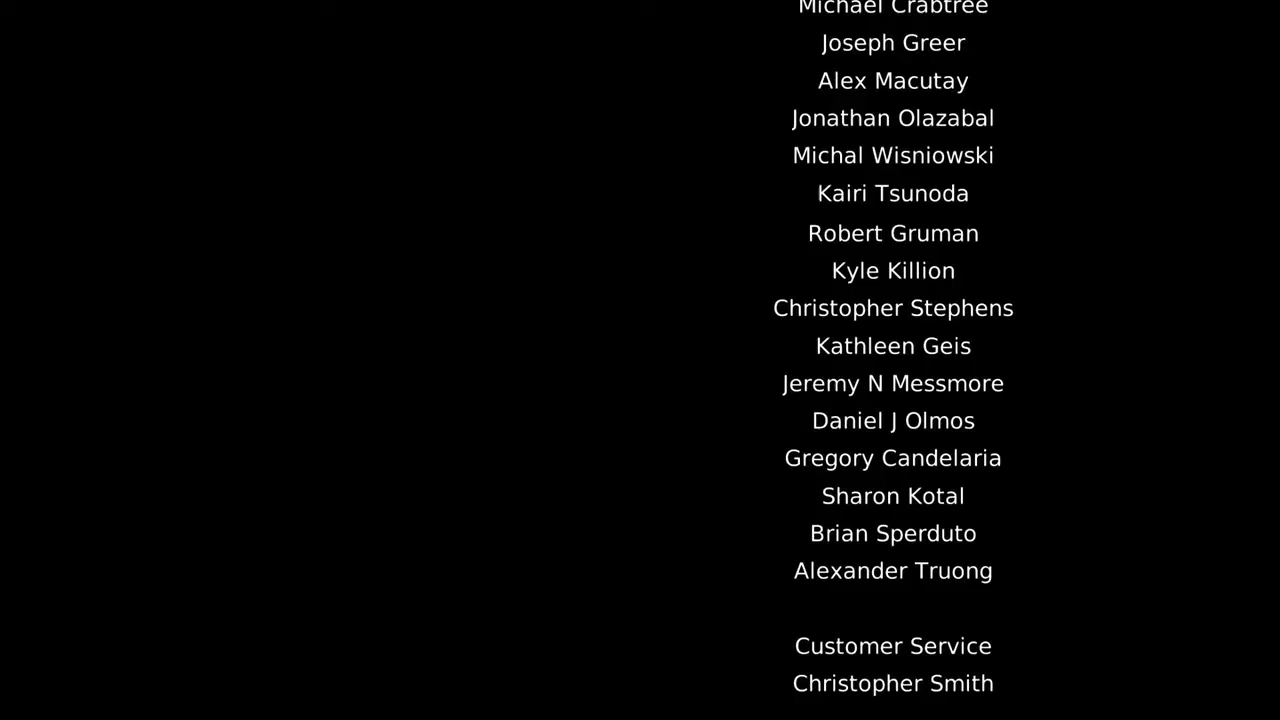 Michael Crabtree
Joseph Greer
Alex Macutay
Jonathan Olazabal
Michal Wisniowski
Kairi Tsunoda
Robert Gruman
Kyle Killion
Christopher Stephens
Kathleen Geis
Jeremy N Messmore
Daniel J Olmos
Gregory Candelaria
Sharon Kotal
Brian Sperduto
Alexander Truong
Customer Service
Christopher Smith